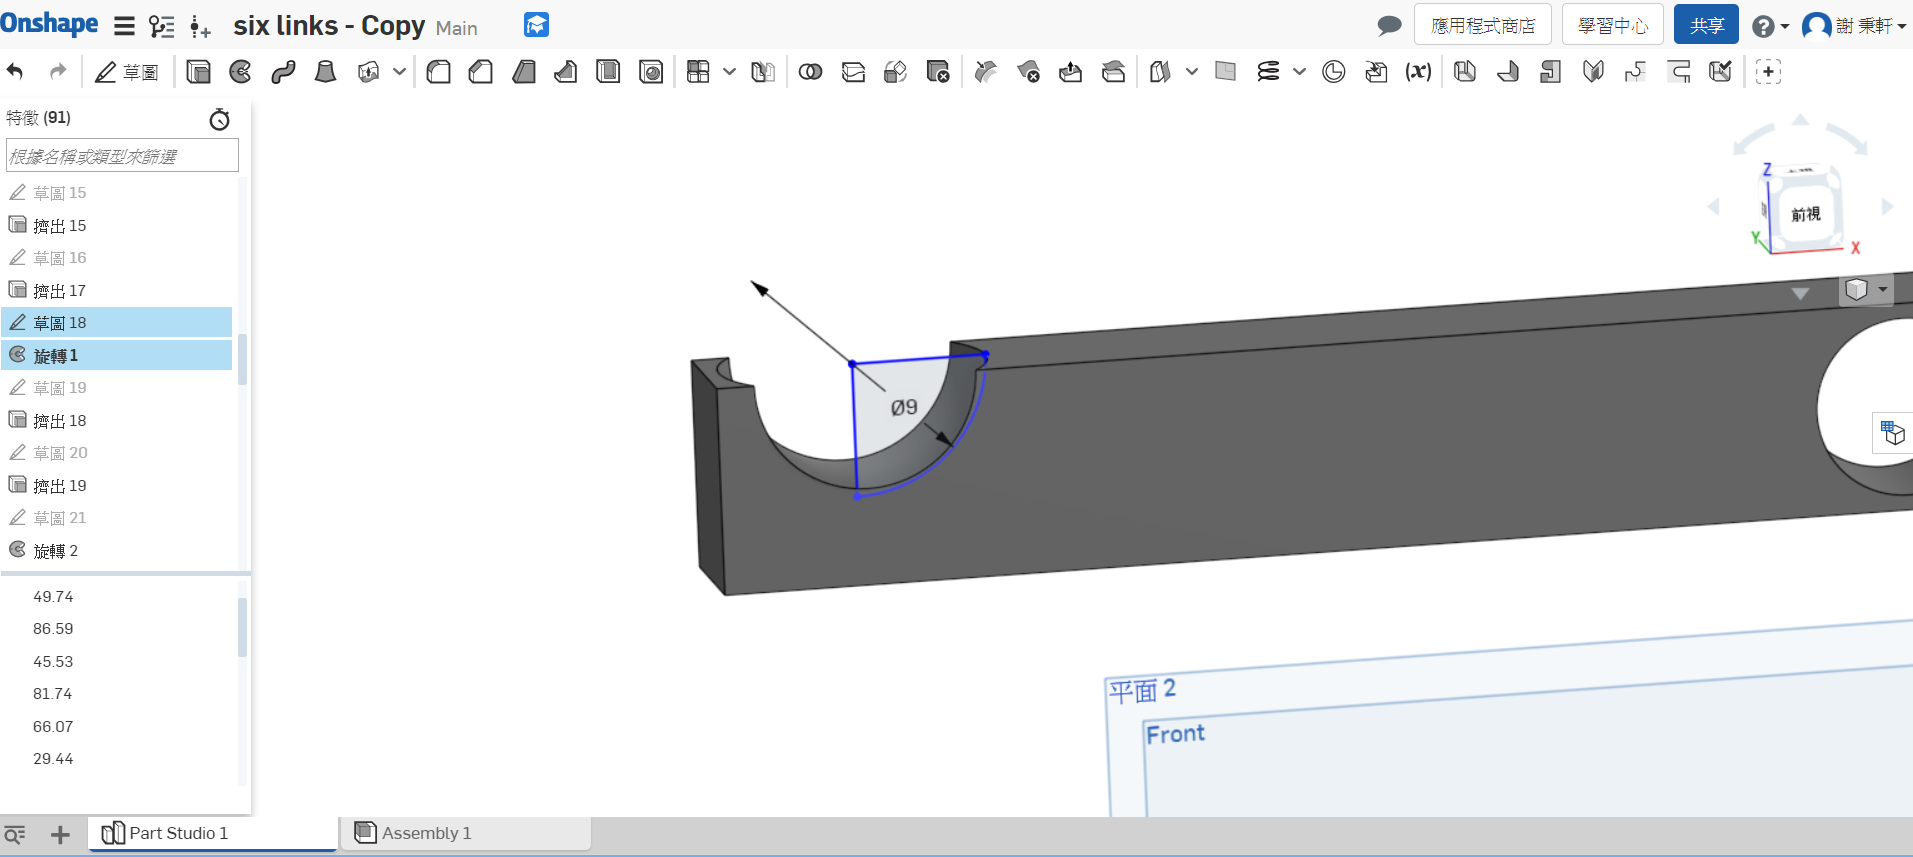 Onshape six links - Copy Main 應用程式商店 學習中心 共享 謝 秉軒
草圖 (x)
特徵 (91)
根據名稱或類型來篩選
草圖 15
擠出 15
草圖 16
擠出 17
草圖 18
旋轉 1
草圖 19
擠出 18
草圖 20
擠出 19
草圖 21
旋轉 2
49.74
86.59
45.53
81.74
66.07
29.44
Ø9
Z
前視
Y
X
平面 2
Front
Part Studio 1
Assembly 1